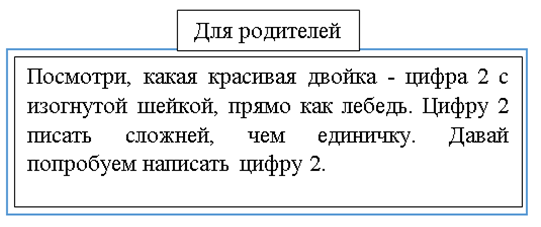 Для родителей
Посмотри, какая красивая двойка - цифра 2 с
изогнутой шейкой, прямо как лебедь. Цифру 2
писать сложней, чем единичку. Давай
попробуем написать цифру 2.